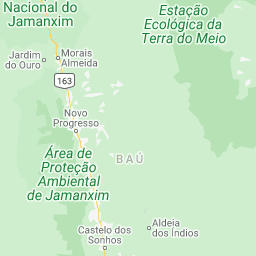 Nacional do
Jamanxim
Estação
Ecológica da
Terra do Meio
Jardim
do Ouro
Morais
Almeida
163
Novo
Progresso
Área de
Proteção
Ambiental
de Jamanxim
BAÚ
Aldeia
dos Índios
Castelo dos
Sonhos